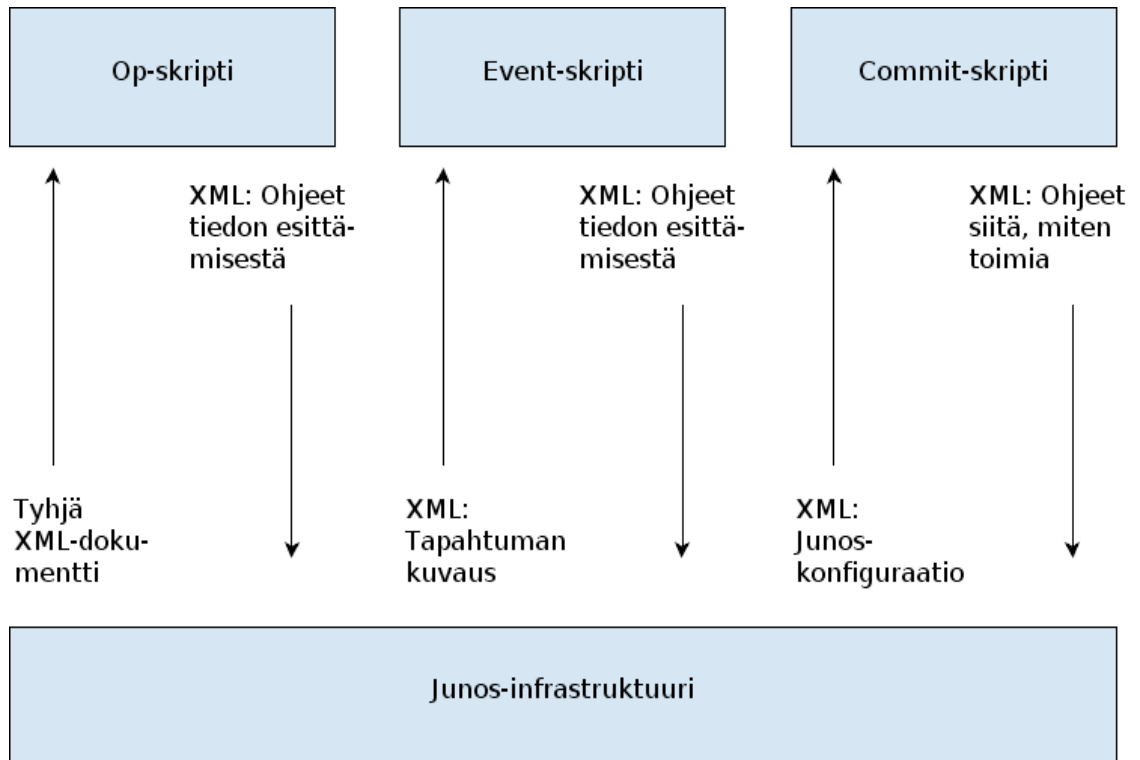 Op-skripti
Event-skripti
Commit-skripti
XML: Ohjeet
tiedon esittä-
misestä
XML: Ohjeet
tiedon esittä-
misestä
XML: Ohjeet
siitä, miten
toimia
Tyhjä
XML-doku-
mentti
XML:
Tapahtuman
kuvaus
XML:
Junos-
konfiguraatio
Junos-infrastruktuuri